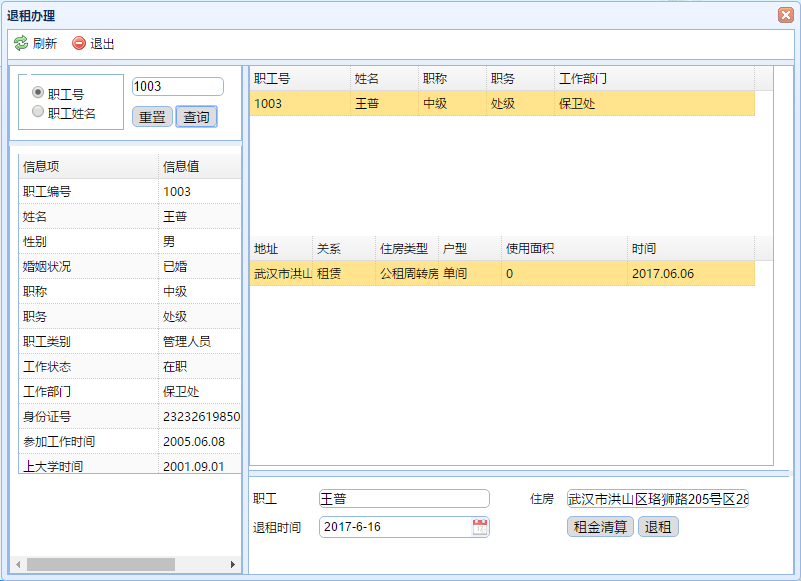 退租办理
刷新 退出
职工号
职工姓名
1003
重置 查询
信息项 信息值
职工编号 1003
姓名 王普
性别 男
婚姻状况 已婚
职称 中级
职务 处级
职工类别 管理人员
工作状态 在职
工作部门 保卫处
身份证号 23232619850
参加工作时间 2005.06.08
上大学时间 2001.09.01
职工号 姓名 职称 职务 工作部门
1003 王普 中级 处级 保卫处
地址 关系 住房类型 户型 使用面积 时间
武汉市洪山 租赁 公租周转房 单间 0 2017.06.06
职工 王普 住房 武汉市洪山区珞狮路205号区28
退租时间 2017-6-16 租金清算 退租